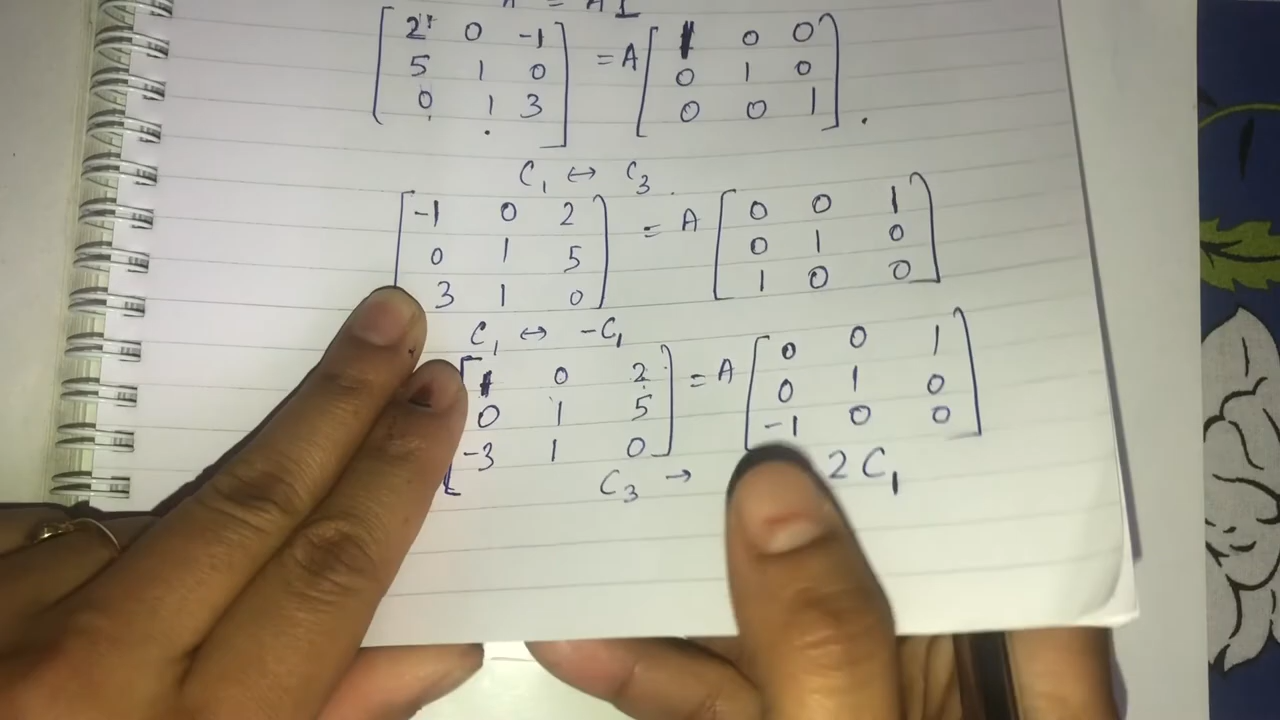 A = AI
2 0 -1
5 1 0
0 1 3
= A
1 0 0
0 1 0
0 0 1
.
C₁ ↔ C₃
-1 0 2
0 1 5
3 1 0
= A
0 0 1
0 1 0
1 0 0
C₁ ↔ -C₁
1 0 2
0 1 5
-3 1 0
= A
0 0 1
0 1 0
-1 0 0
C₃ → 2C₁